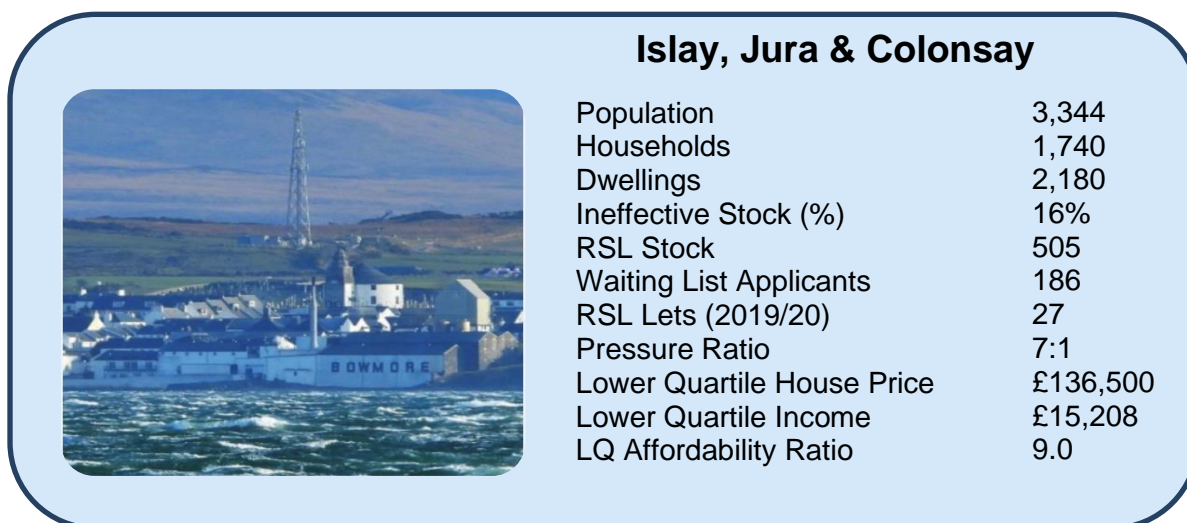 Islay, Jura & Colonsay
Population 3,344
Households 1,740
Dwellings 2,180
Ineffective Stock (%) 16%
RSL Stock 505
Waiting List Applicants 186
RSL Lets (2019/20) 27
Pressure Ratio 7:1
Lower Quartile House Price £136,500
Lower Quartile Income £15,208
LQ Affordability Ratio 9.0
BOWMORE